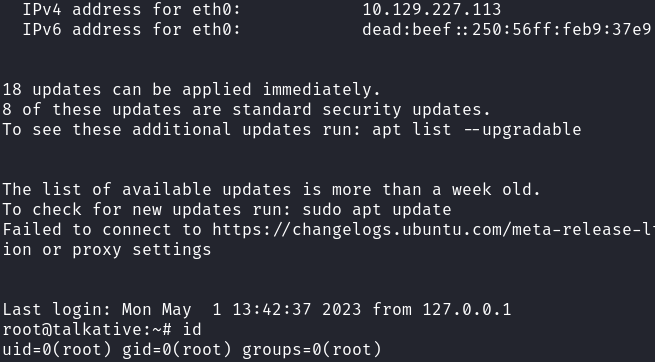 IPv4 address for eth0: 10.129.227.113
IPv6 address for eth0: dead:beef::250:56ff:feb9:37e9
18 updates can be applied immediately.
8 of these updates are standard security updates.
To see these additional updates run: apt list --upgradable
The list of available updates is more than a week old.
To check for new updates run: sudo apt update
Failed to connect to https://changelogs.ubuntu.com/meta-release-lt
ion or proxy settings
Last login: Mon May  1 13:42:37 2023 from 127.0.0.1
root@talkative:~# id
uid=0(root) gid=0(root) groups=0(root)